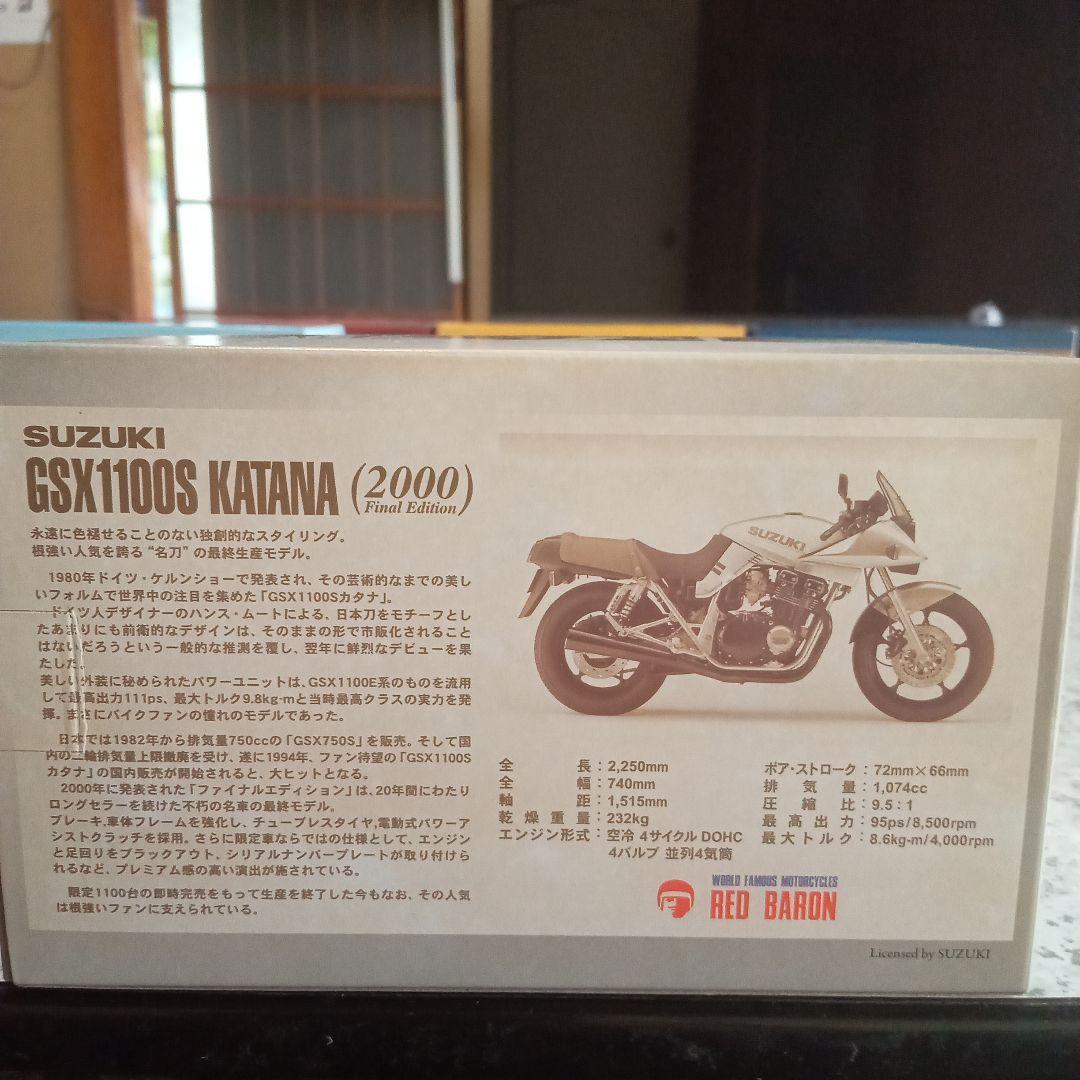 SUZUKI
GSX1100S KATANA (2000)
Final Edition
永遠に色褪せることのない独創的なスタイリング。
根強い人気を誇る“名刀”の最終生産モデル。
1980年ドイツ・ケルンショーで発表され、その芸術的なまでの美し
いフォルムで世界中の注目を集めた「GSX1100Sカタナ」。
ドイツ人デザイナーのハンス・ムートによる、日本刀をモチーフとし
たあまりにも前衛的なデザインは、そのままの形で市販化されること
はないだろうという一般的な推測を覆し、翌年に鮮烈なデビューを果
たした。
美しい外装に秘められたパワーユニットは、GSX1100E系のものを流用
して最高出力111ps、最大トルク9.8kg-mと当時最高クラスの実力を発
揮。まさにバイクファンの憧れのモデルであった。
日本では1982年から排気量750ccの「GSX750S」を販売。そして国
内の二輪排気量上限撤廃を受け、遂に1994年、ファン待望の「GSX1100S
カタナ」の国内販売が開始されると、大ヒットとなる。
2000年に発表された「ファイナルエディション」は、20年間にわたり
ロングセラーを続けた不朽の名車の最終モデル。
ブレーキ,車体フレームを強化し、チューブレスタイヤ,電動式パワーア
シストクラッチを採用。さらに限定車ならではの仕様として、エンジン
と足回りをブラックアウト、シリアルナンバープレートが取り付けら
れるなど、プレミアム感の高い演出が施されている。
限定1100台の即時完売をもって生産を終了した今もなお、その人気
は根強いファンに支えられている。
SUZUKI
全長：2,250mm
全幅：740mm
軸距：1,515mm
乾燥重量：232kg
エンジン形式：空冷 4サイクル DOHC
4バルブ 並列4気筒
ボア・ストローク：72mm×66mm
排気量：1,074cc
圧縮比：9.5：1
最高出力：95ps/8,500rpm
最大トルク：8.6kg-m/4,000rpm
WORLD FAMOUS MOTORCYCLES
RED BARON
Licensed by SUZUKI